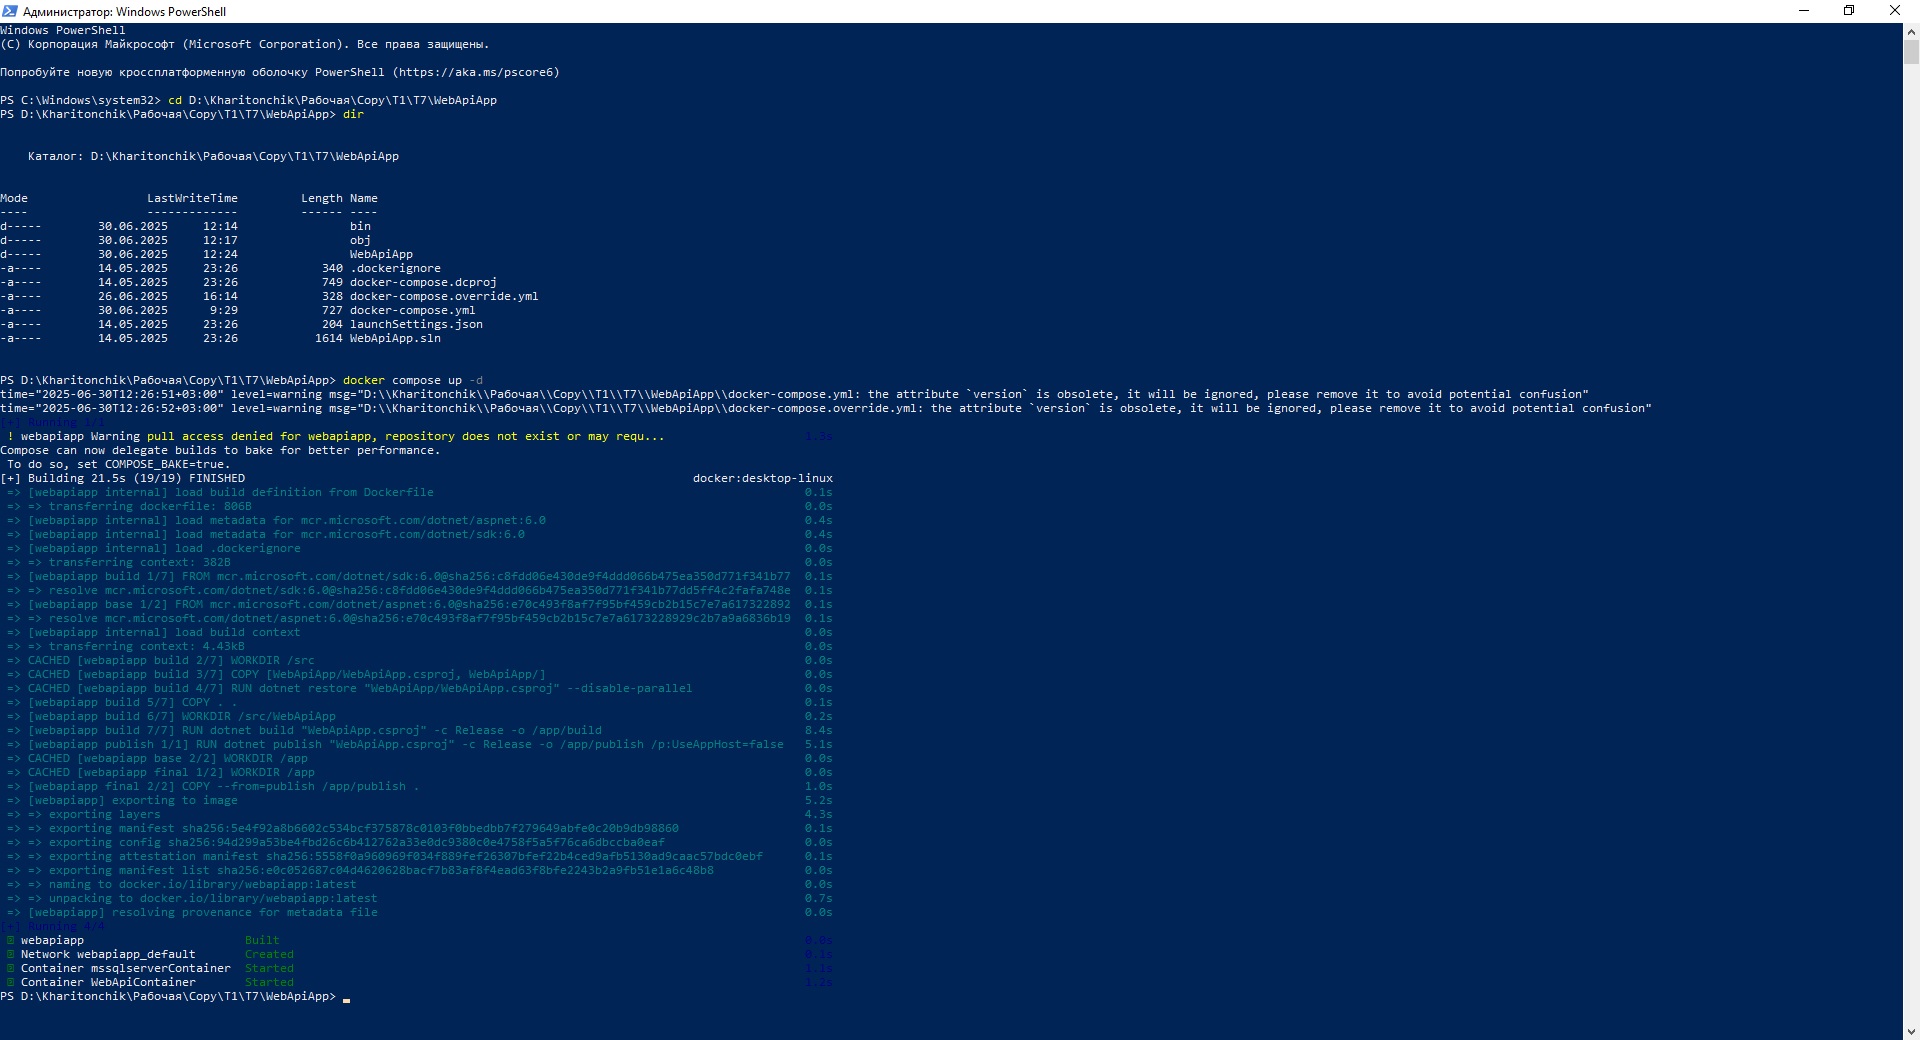 Администратор: Windows PowerShell
Windows PowerShell
(C) Корпорация Майкрософт (Microsoft Corporation). Все права защищены.
Попробуйте новую кроссплатформенную оболочку PowerShell (https://aka.ms/pscore6)
PS C:\Windows\system32> cd D:\Kharitonchik\Рабочая\Copy\T1\T7\WebApiApp
PS D:\Kharitonchik\Рабочая\Copy\T1\T7\WebApiApp> dir
Каталог: D:\Kharitonchik\Рабочая\Copy\T1\T7\WebApiApp
Mode LastWriteTime Length Name
---- ------------- ------ ----
d----- 30.06.2025 12:14 bin
d----- 30.06.2025 12:17 obj
d----- 30.06.2025 12:24 WebApiApp
-a---- 14.05.2025 23:26 340 .dockerignore
-a---- 14.05.2025 23:26 749 docker-compose.dcproj
-a---- 26.06.2025 16:14 328 docker-compose.override.yml
-a---- 30.06.2025 9:29 727 docker-compose.yml
-a---- 14.05.2025 23:26 204 launchSettings.json
-a---- 14.05.2025 23:26 1614 WebApiApp.sln
PS D:\Kharitonchik\Рабочая\Copy\T1\T7\WebApiApp> docker compose up -d
time="2025-06-30T12:26:51+03:00" level=warning msg="D:\\Kharitonchik\\Рабочая\\Copy\\T1\\T7\\WebApiApp\\docker-compose.yml: the attribute `version` is obsolete, it will be ignored, please remove it to avoid potential confusion"
time="2025-06-30T12:26:52+03:00" level=warning msg="D:\\Kharitonchik\\Рабочая\\Copy\\T1\\T7\\WebApiApp\\docker-compose.override.yml: the attribute `version` is obsolete, it will be ignored, please remove it to avoid potential confusion"
[+] Running 1/1
! webapiapp Warning pull access denied for webapiapp, repository does not exist or may requ... 1.3s
Compose can now delegate builds to bake for better performance.
To do so, set COMPOSE_BAKE=true.
[+] Building 21.5s (19/19) FINISHED docker:desktop-linux
=> [webapiapp internal] load build definition from Dockerfile 0.1s
=> => transferring dockerfile: 806B 0.0s
=> [webapiapp internal] load metadata for mcr.microsoft.com/dotnet/aspnet:6.0 0.4s
=> [webapiapp internal] load metadata for mcr.microsoft.com/dotnet/sdk:6.0 0.4s
=> [webapiapp internal] load .dockerignore 0.0s
=> => transferring context: 382B 0.0s
=> [webapiapp build 1/7] FROM mcr.microsoft.com/dotnet/sdk:6.0@sha256:c8fdd06e430de9f4ddd066b475ea350d771f341b77 0.1s
=> => resolve mcr.microsoft.com/dotnet/sdk:6.0@sha256:c8fdd06e430de9f4ddd066b475ea350d771f341b77dd5ff4c2fafa748e 0.1s
=> [webapiapp base 1/2] FROM mcr.microsoft.com/dotnet/aspnet:6.0@sha256:e70c493f8af7f95bf459cb2b15c7e7a617322892 0.1s
=> => resolve mcr.microsoft.com/dotnet/aspnet:6.0@sha256:e70c493f8af7f95bf459cb2b15c7e7a6173228929c2b7a9a6836b19 0.1s
=> [webapiapp internal] load build context 0.0s
=> => transferring context: 4.43kB 0.0s
=> CACHED [webapiapp build 2/7] WORKDIR /src 0.0s
=> CACHED [webapiapp build 3/7] COPY [WebApiApp/WebApiApp.csproj, WebApiApp/] 0.0s
=> CACHED [webapiapp build 4/7] RUN dotnet restore "WebApiApp/WebApiApp.csproj" --disable-parallel 0.0s
=> [webapiapp build 5/7] COPY . . 0.1s
=> [webapiapp build 6/7] WORKDIR /src/WebApiApp 0.2s
=> [webapiapp build 7/7] RUN dotnet build "WebApiApp.csproj" -c Release -o /app/build 8.4s
=> [webapiapp publish 1/1] RUN dotnet publish "WebApiApp.csproj" -c Release -o /app/publish /p:UseAppHost=false 5.1s
=> CACHED [webapiapp base 2/2] WORKDIR /app 0.0s
=> CACHED [webapiapp final 1/2] WORKDIR /app 0.0s
=> [webapiapp final 2/2] COPY --from=publish /app/publish . 1.0s
=> [webapiapp] exporting to image 5.2s
=> => exporting layers 4.3s
=> => exporting manifest sha256:5e4f92a8b6602c534bcf375878c0103f0bbedbb7f279649abfe0c20b9db98860 0.1s
=> => exporting config sha256:94d299a53be4fbd26c6b412762a33e0dc9380c0e4758f5a5f76ca6dbccba0eaf 0.0s
=> => exporting attestation manifest sha256:5558f0a960969f034f889fef26307bfef22b4ced9afb5130ad9caac57bdc0ebf 0.1s
=> => exporting manifest list sha256:e0c052687c04d4620628bacf7b83af8f4ead63f8bfe2243b2a9fb51e1a6c48b8 0.0s
=> => naming to docker.io/library/webapiapp:latest 0.0s
=> => unpacking to docker.io/library/webapiapp:latest 0.7s
=> [webapiapp] resolving provenance for metadata file 0.0s
[+] Running 4/4
webapiapp Built 0.0s
Network webapiapp_default Created 0.1s
Container mssqlserverContainer Started 1.1s
Container WebApiContainer Started 1.2s
PS D:\Kharitonchik\Рабочая\Copy\T1\T7\WebApiApp>